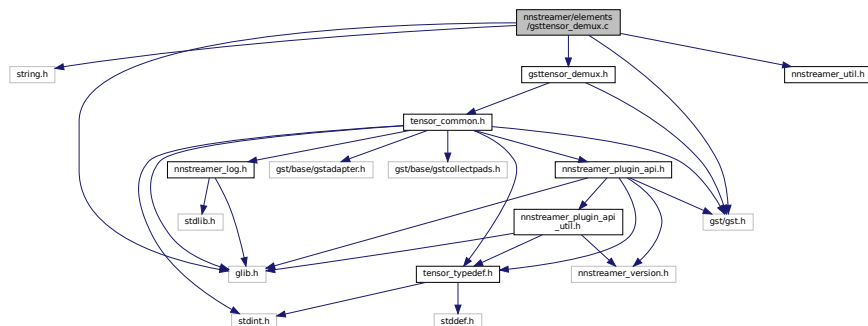 nnstreamer/elements
/gsttensor_demux.c
string.h
gsttensor_demux.h
nnstreamer_util.h
tensor_common.h
nnstreamer_log.h
gst/base/gstadapter.h
gst/base/gstcollectpads.h
nnstreamer_plugin_api.h
stdlib.h
nnstreamer_plugin_api
_util.h
gst/gst.h
glib.h
tensor_typedef.h
nnstreamer_version.h
stdint.h
stddef.h